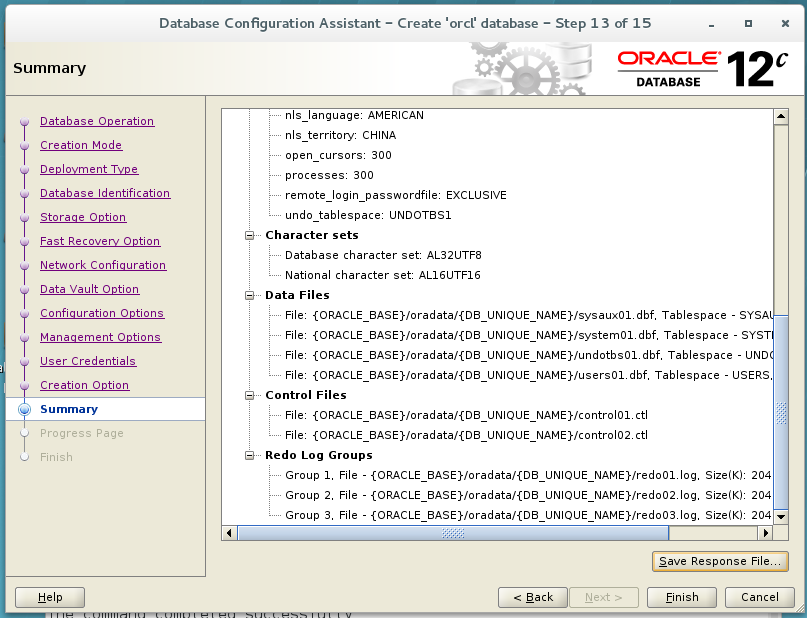 Database Configuration Assistant – Create 'orcl' database – Step 13 of 15
Summary
ORACLE
DATABASE
12c
Database Operation
Creation Mode
Deployment Type
Database Identification
Storage Option
Fast Recovery Option
Network Configuration
Data Vault Option
Configuration Options
Management Options
User Credentials
Creation Option
Summary
Progress Page
Finish
nls_language: AMERICAN
nls_territory: CHINA
open_cursors: 300
processes: 300
remote_login_passwordfile: EXCLUSIVE
undo_tablespace: UNDOTBS1
Character sets
Database character set: AL32UTF8
National character set: AL16UTF16
Data Files
File: {ORACLE_BASE}/oradata/{DB_UNIQUE_NAME}/sysaux01.dbf, Tablespace - SYSAU
File: {ORACLE_BASE}/oradata/{DB_UNIQUE_NAME}/system01.dbf, Tablespace - SYST
File: {ORACLE_BASE}/oradata/{DB_UNIQUE_NAME}/undotbs01.dbf, Tablespace - UNDO
File: {ORACLE_BASE}/oradata/{DB_UNIQUE_NAME}/users01.dbf, Tablespace - USERS,
Control Files
File: {ORACLE_BASE}/oradata/{DB_UNIQUE_NAME}/control01.ctl
File: {ORACLE_BASE}/oradata/{DB_UNIQUE_NAME}/control02.ctl
Redo Log Groups
Group 1, File - {ORACLE_BASE}/oradata/{DB_UNIQUE_NAME}/redo01.log, Size(K): 204
Group 2, File - {ORACLE_BASE}/oradata/{DB_UNIQUE_NAME}/redo02.log, Size(K): 204
Group 3, File - {ORACLE_BASE}/oradata/{DB_UNIQUE_NAME}/redo03.log, Size(K): 204
Save Response File...
Help
< Back
Next >
Finish
Cancel
The command completed successfully